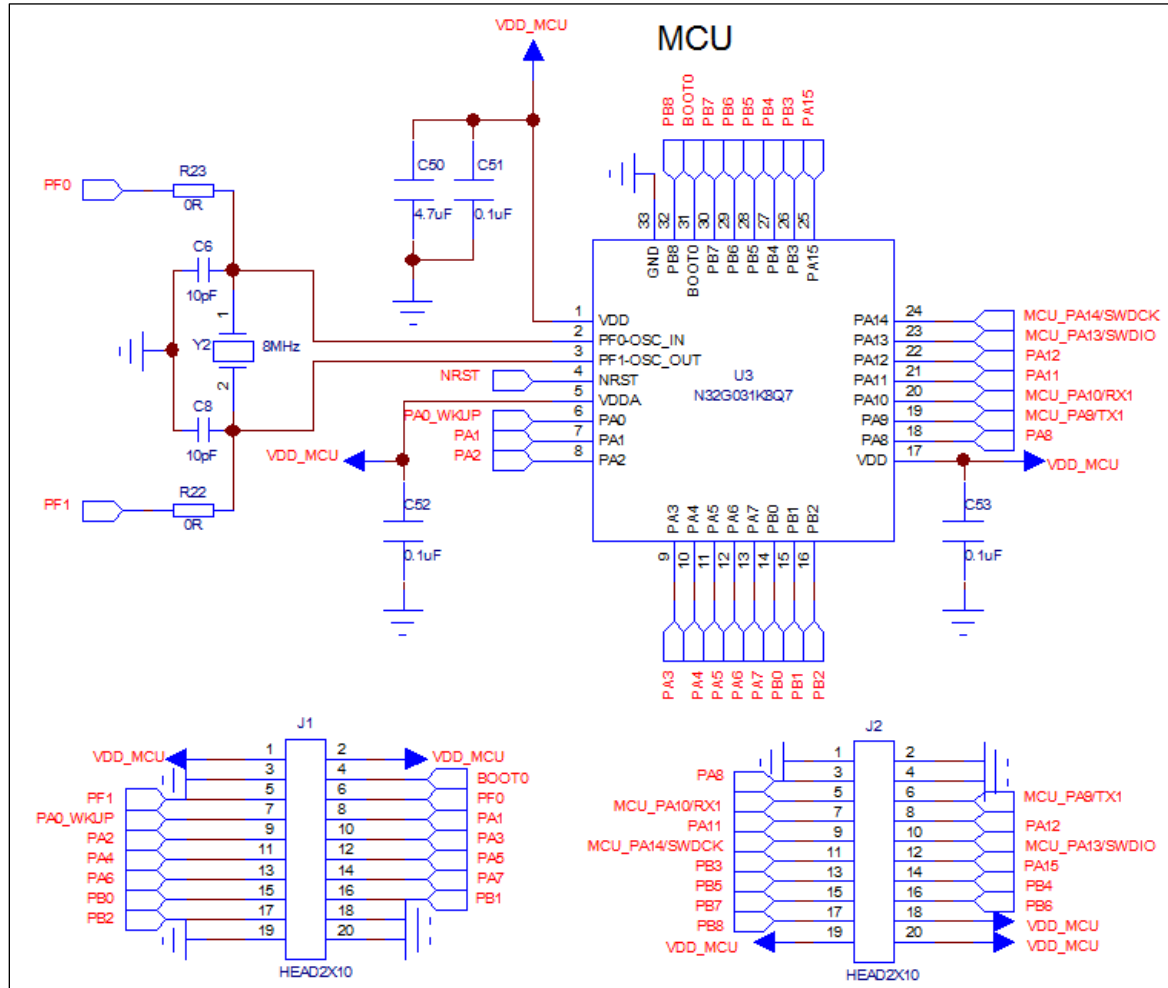 MCU
VDD_MCU
PB8
BOOT0
PB7
PB6
PB5
PB4
PB3
PA15
C50
4.7uF
C51
0.1uF
PF0
R23
0R
C6
10pF
1
Y2
8MHz
2
C8
10pF
PF1
R22
0R
33
32
31
30
29
28
27
26
25
GND
PB8
BOOT0
PB7
PB6
PB5
PB4
PB3
PA15
1 VDD
2 PF0-OSC_IN
3 PF1-OSC_OUT
NRST 4 NRST
5 VDDA
PA0_WKUP 6 PA0
PA1 7 PA1
PA2 8 PA2
VDD_MCU
C52
0.1uF
U3
N32G031K8Q7
PA14 24 MCU_PA14/SWDCK
PA13 23 MCU_PA13/SWDIO
PA12 22 PA12
PA11 21 PA11
PA10 20 MCU_PA10/RX1
PA9 19 MCU_PA9/TX1
PA8 18 PA8
VDD 17 VDD_MCU
C53
0.1uF
PA3
PA4
PA5
PA6
PA7
PB0
PB1
PB2
9
10
11
12
13
14
15
16
PA3
PA4
PA5
PA6
PA7
PB0
PB1
PB2
J1
VDD_MCU 1 2 VDD_MCU
3 4 BOOT0
PF1 5 6 PF0
PA0_WKUP 7 8 PA1
PA2 9 10 PA3
PA4 11 12 PA5
PA6 13 14 PA7
PB0 15 16 PB1
PB2 17 18
19 20
HEAD2X10
J2
1 2
PA8 3 4
MCU_PA10/RX1 5 6 MCU_PA9/TX1
PA11 7 8 PA12
MCU_PA14/SWDCK 9 10 MCU_PA13/SWDIO
PB3 11 12 PA15
PB5 13 14 PB4
PB7 15 16 PB6
PB8 17 18 VDD_MCU
VDD_MCU 19 20 VDD_MCU
HEAD2X10